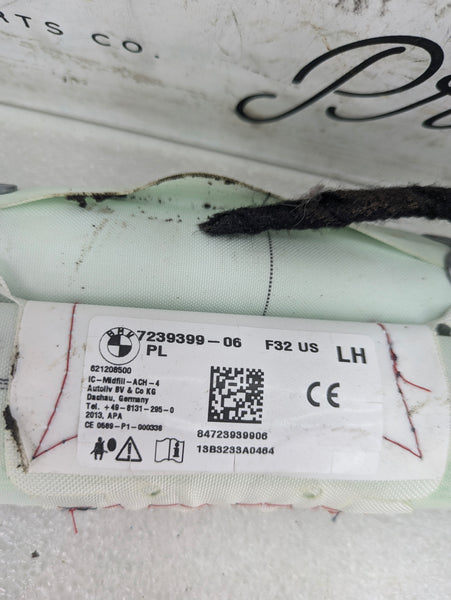 RTS CO.
Pr
BMW
7239399-06 F32 US LH
PL
621208500
IC-Midfill-ACH-4
Autoliv BV & Co KG
Dachau, Germany
Tel. +49-8131-295-0
2013, APA
CE 0589-P1-000338
CE
84723939906
13B3233A0464